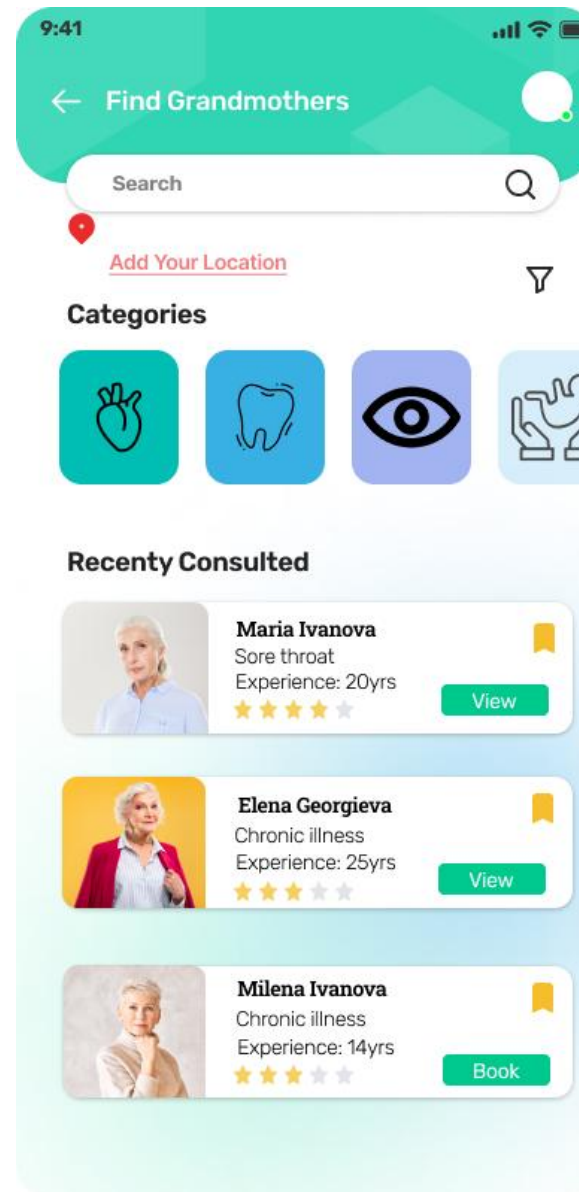 9:41
Find Grandmothers
Search
Add Your Location
Categories
Recenty Consulted
Maria Ivanova
Sore throat
Experience: 20yrs
View
Elena Georgieva
Chronic illness
Experience: 25yrs
View
Milena Ivanova
Chronic illness
Experience: 14yrs
Book